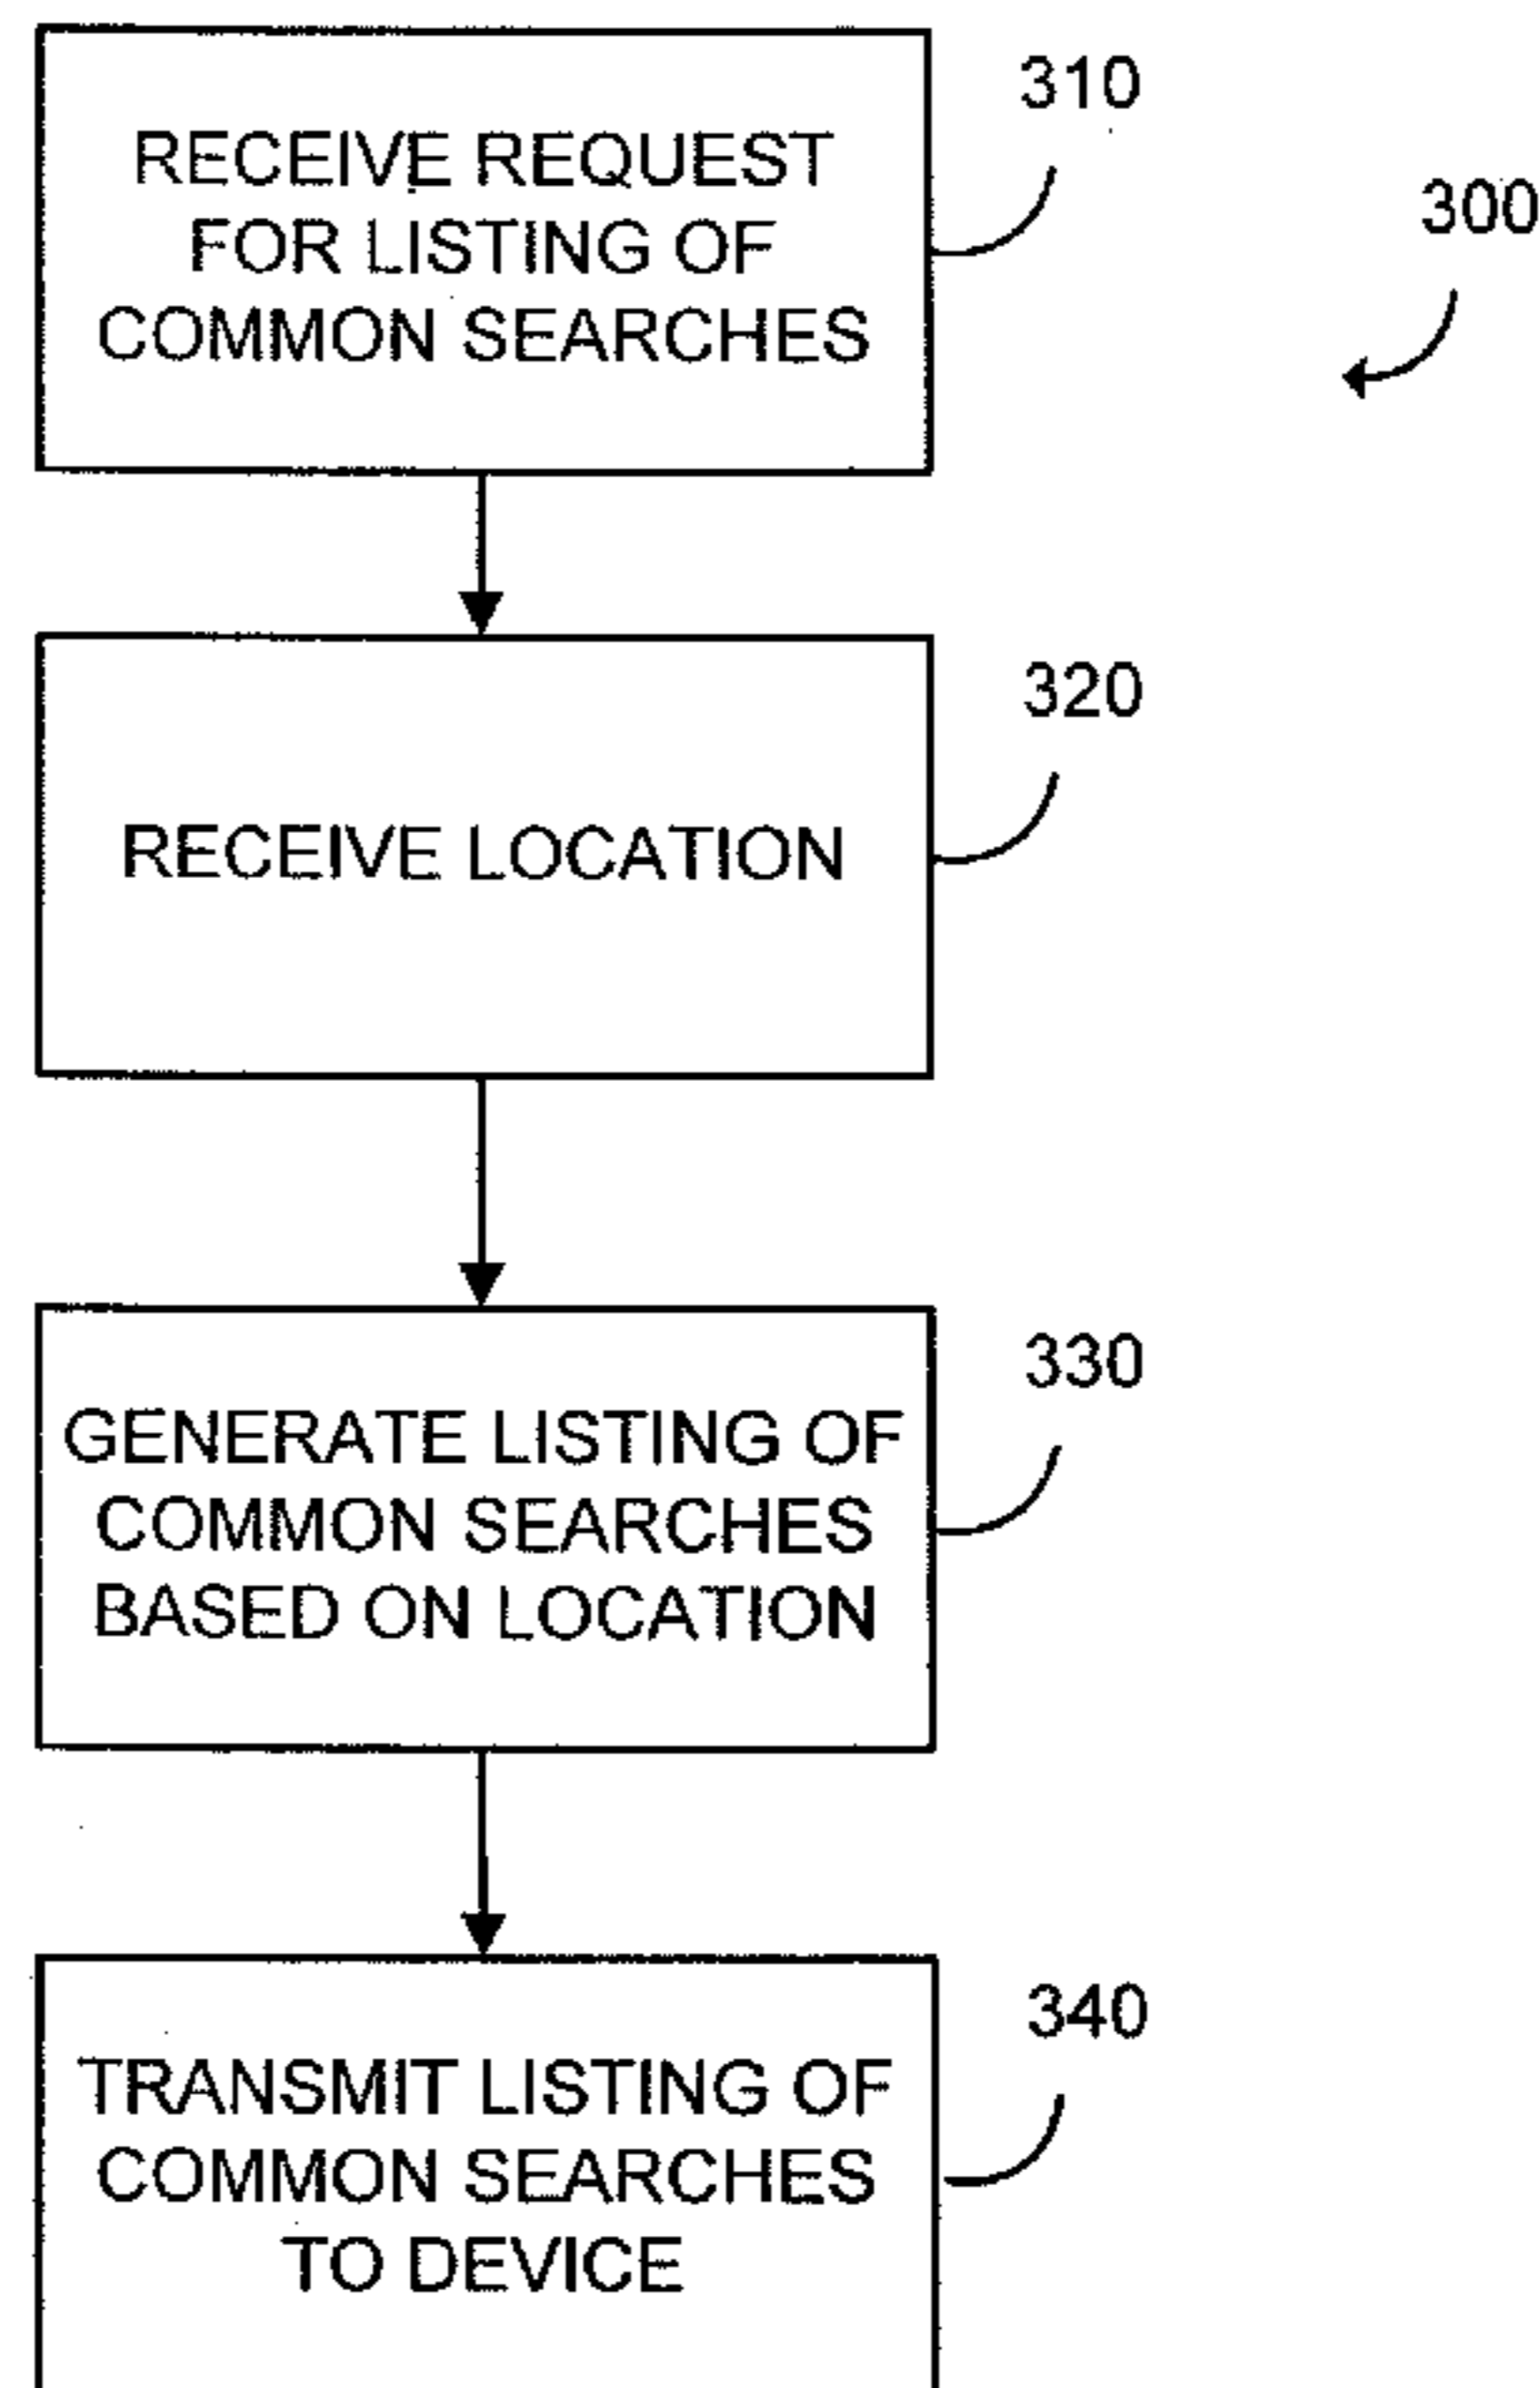 310
RECEIVE REQUEST
FOR LISTING OF
COMMON SEARCHES
300
320
RECEIVE LOCATION
330
GENERATE LISTING OF
COMMON SEARCHES
BASED ON LOCATION
340
TRANSMIT LISTING OF
COMMON SEARCHES
TO DEVICE